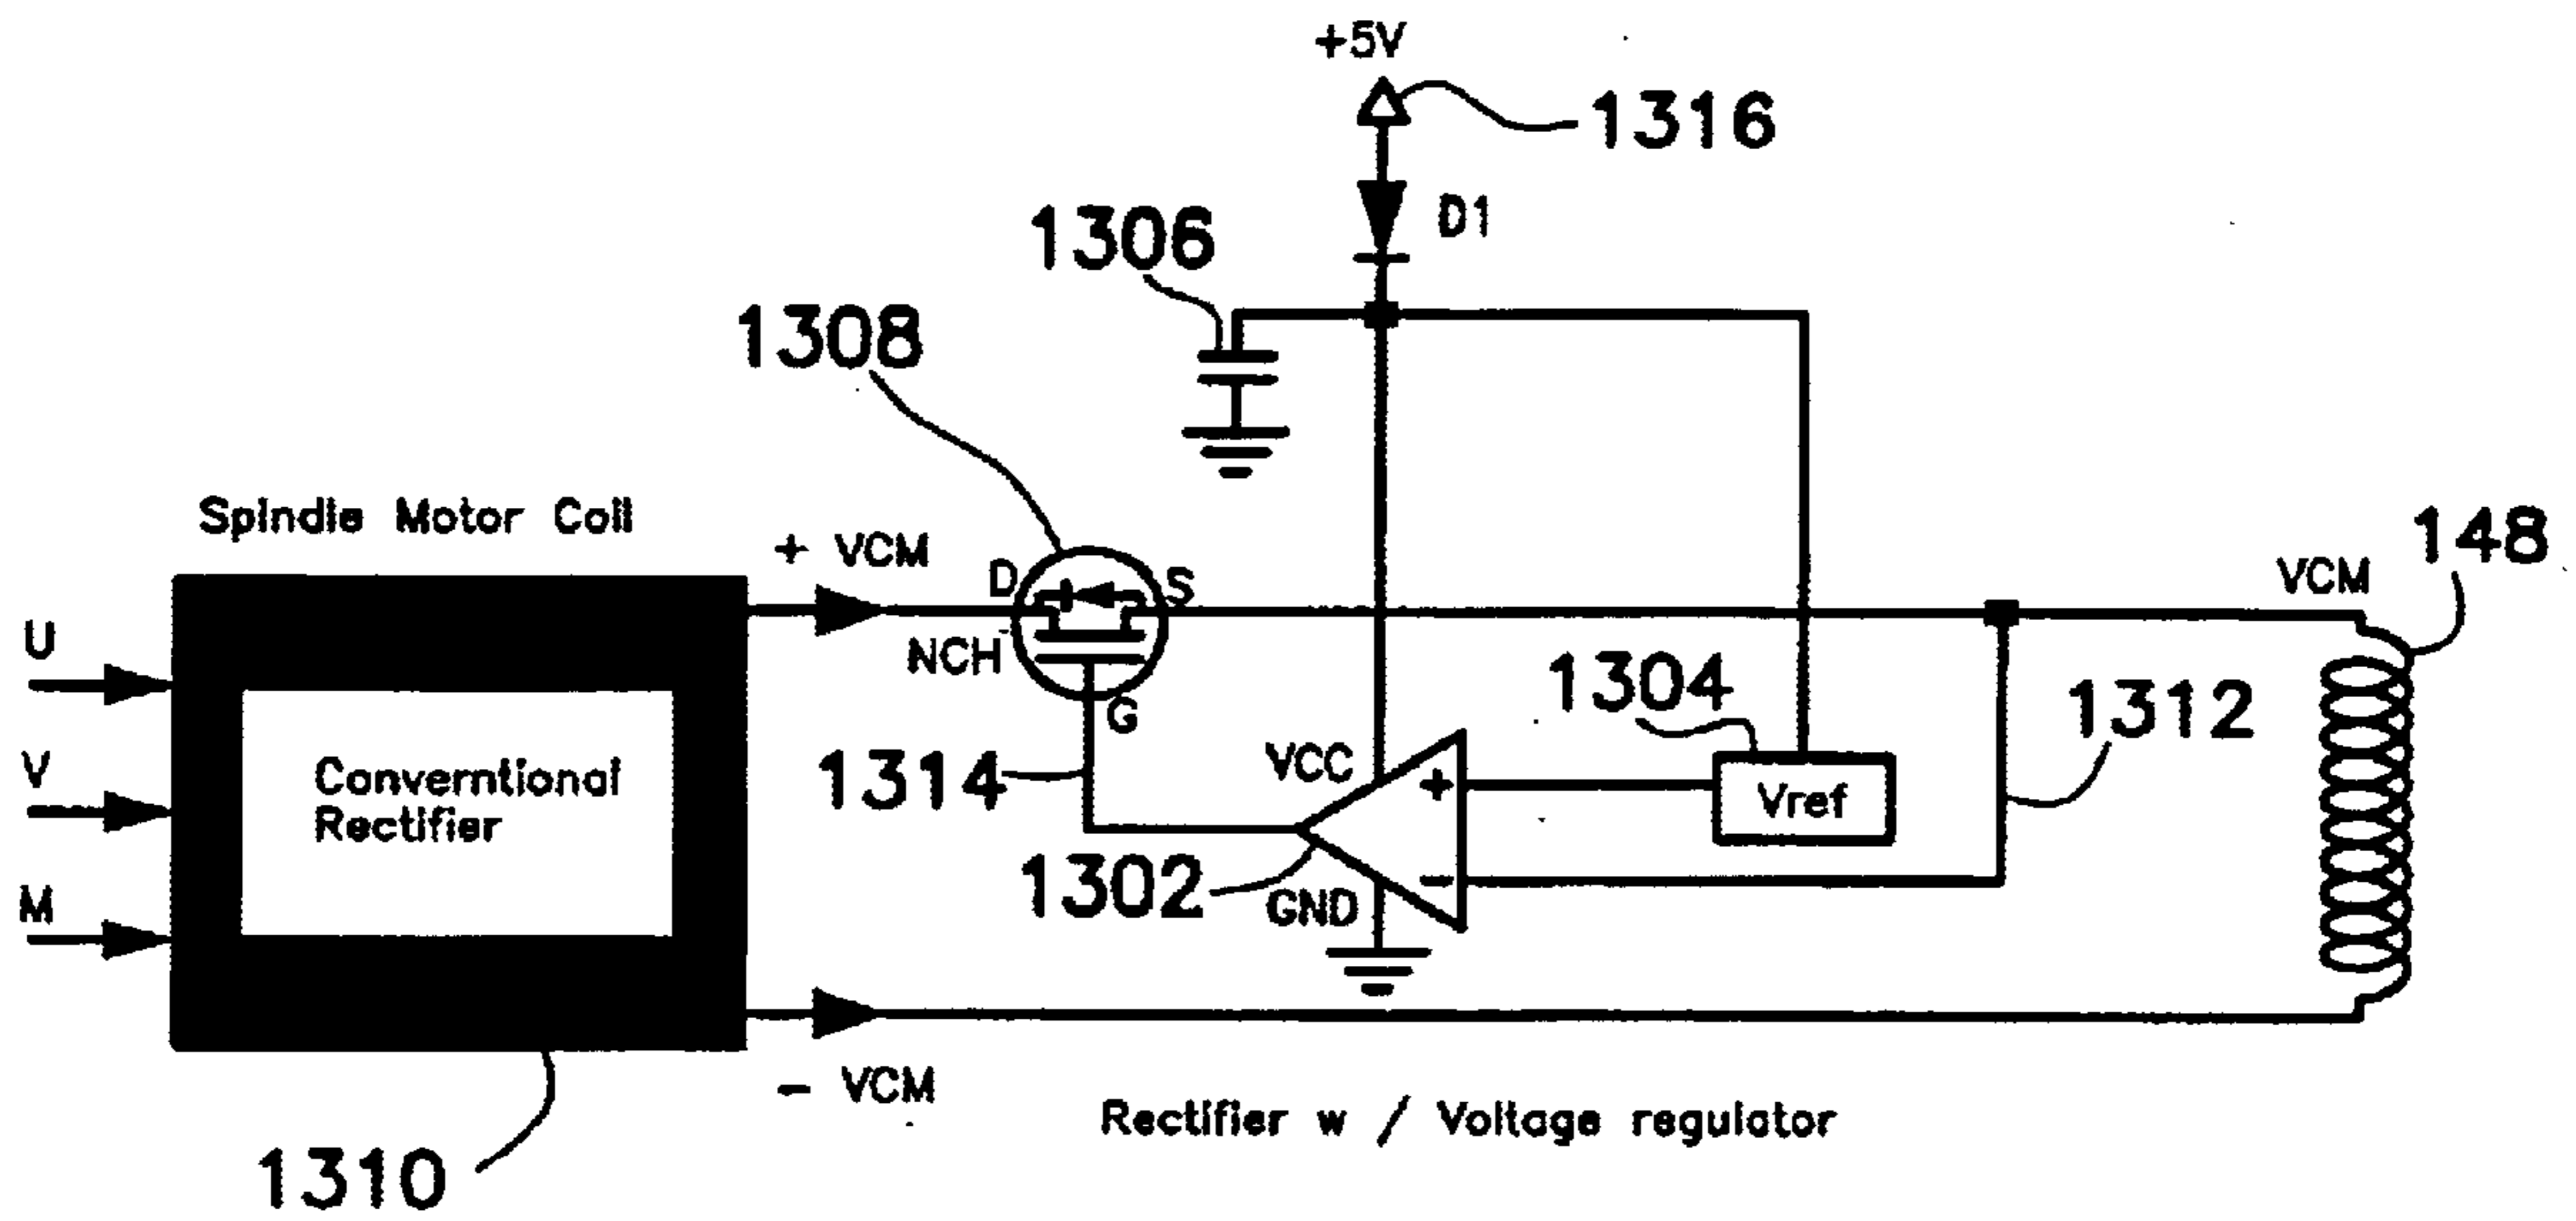 +5V
1316
D1
1306
1308
Spindle Motor Coil
+ VCM
D
S
148
VCM
U
NCH
G
1304
1312
V
Converntional
Rectifier
1314
VCC
+
Vref
M
1302
GND
−
− VCM
Rectifier w / Voltage regulator
1310